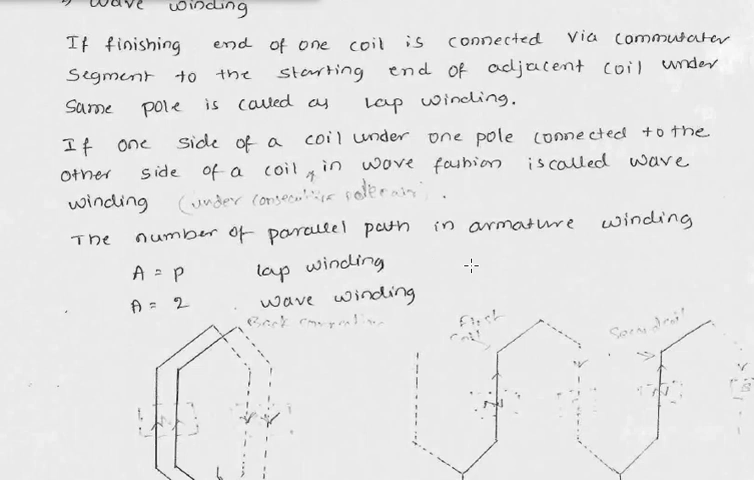 wave winding
If finishing end of one coil is connected via commutater
segment to the starting end of adjacent coil under
same pole is called as Lap winding.
If one side of a coil under one pole connected to the
other side of a coil, in wave fashion is called wave
winding (under consecutive
The number of parallel path in armature winding
A = P lap winding
A = 2 wave winding
Back First
coil Second coil
N N
S